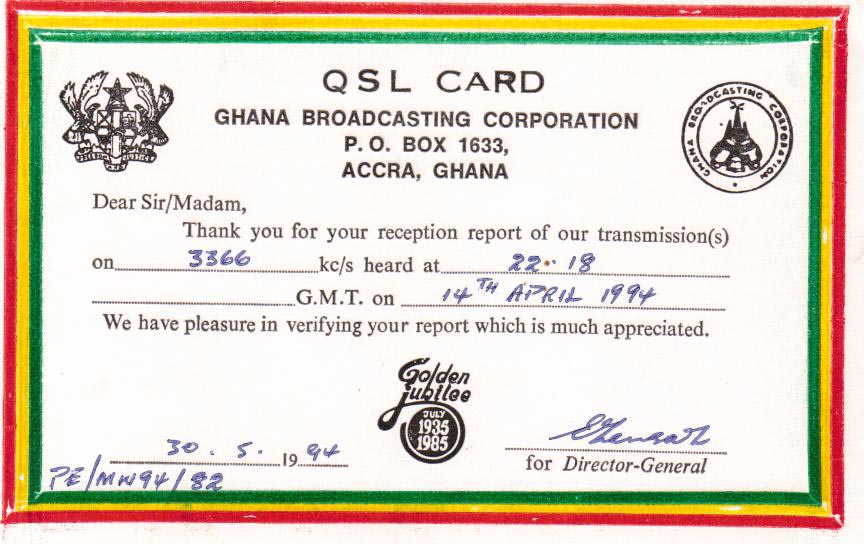 QSL CARD
GHANA BROADCASTING CORPORATION
P. O. BOX 1633,
ACCRA, GHANA
FREEDOM AND JUSTICE
GHANA BROADCASTING CORPORATION
Dear Sir/Madam,
Thank you for your reception report of our transmission(s)
on 3366 kc/s heard at 22.18
G.M.T. on 14TH APRIL 1994
We have pleasure in verifying your report which is much appreciated.
Golden
jubilee
JULY
1935
1985
30. 5. 1994
for Director-General
PE/MW94/82